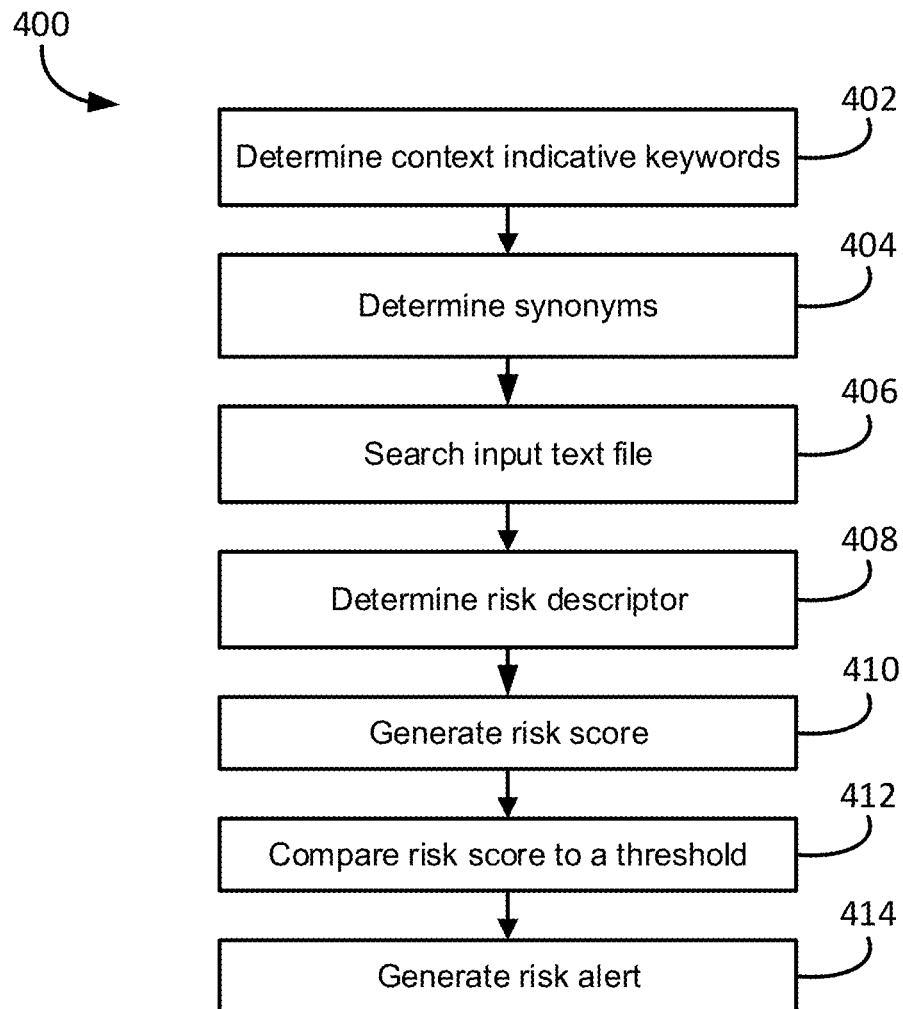 400
402
Determine context indicative keywords
404
Determine synonyms
406
Search input text file
408
Determine risk descriptor
410
Generate risk score
412
Compare risk score to a threshold
414
Generate risk alert